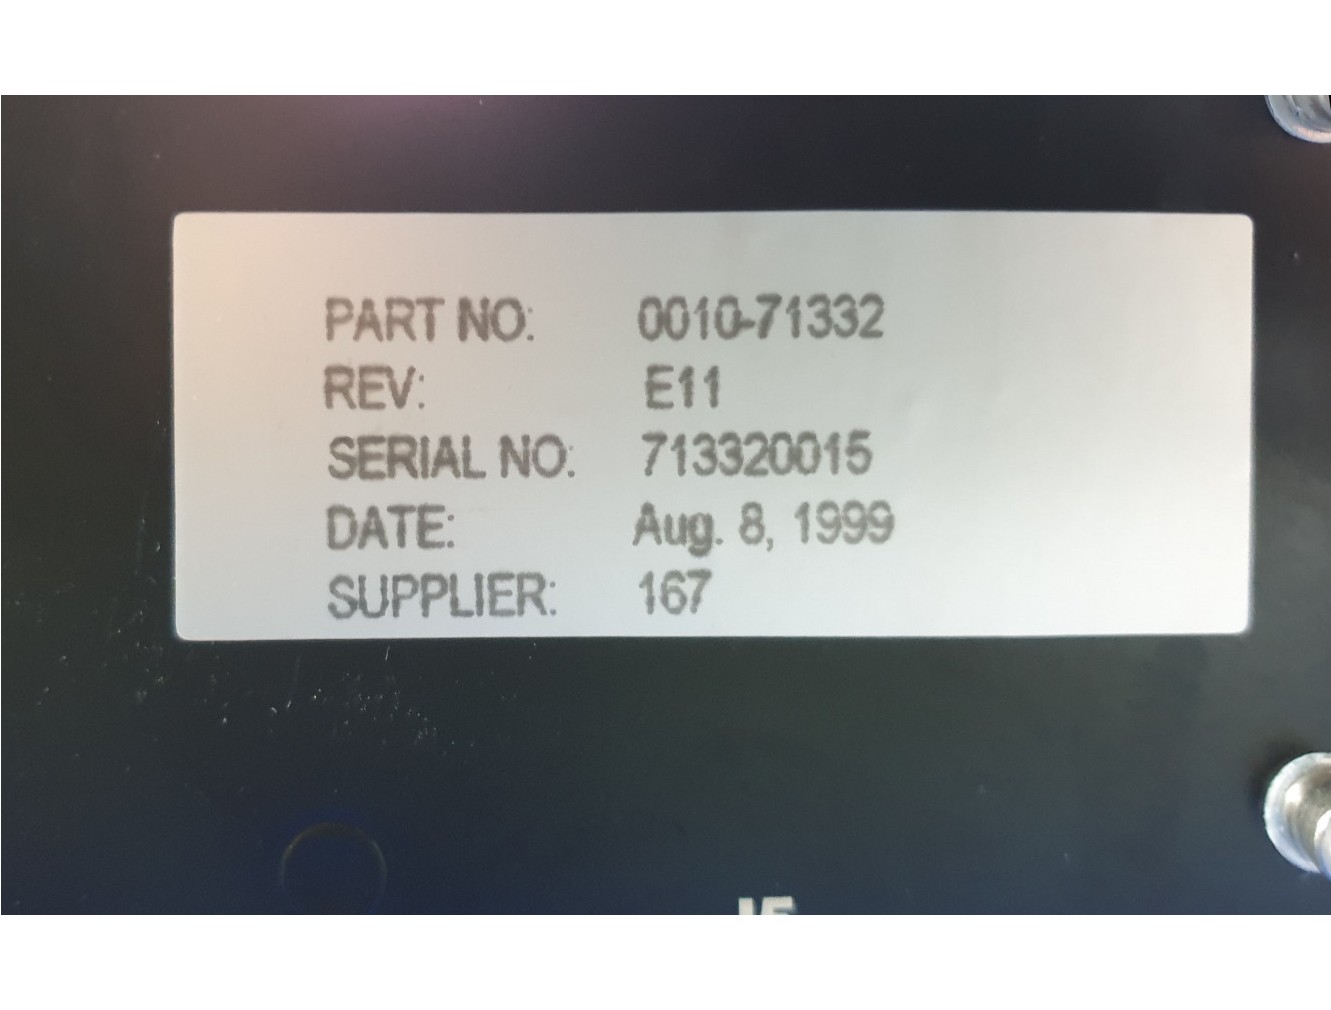 PART NO: 0010-71332
REV: E11
SERIAL NO: 713320015
DATE: Aug. 8, 1999
SUPPLIER: 167